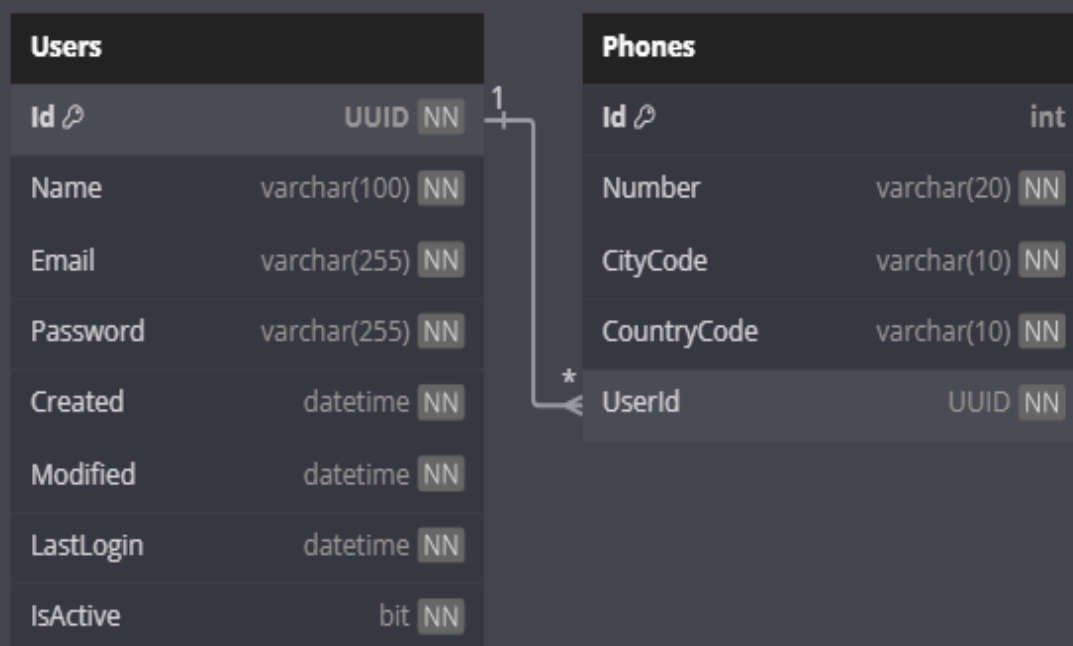 Users
Id UUID NN
Name varchar(100) NN
Email varchar(255) NN
Password varchar(255) NN
Created datetime NN
Modified datetime NN
LastLogin datetime NN
IsActive bit NN
1
*
Phones
Id int
Number varchar(20) NN
CityCode varchar(10) NN
CountryCode varchar(10) NN
UserId UUID NN